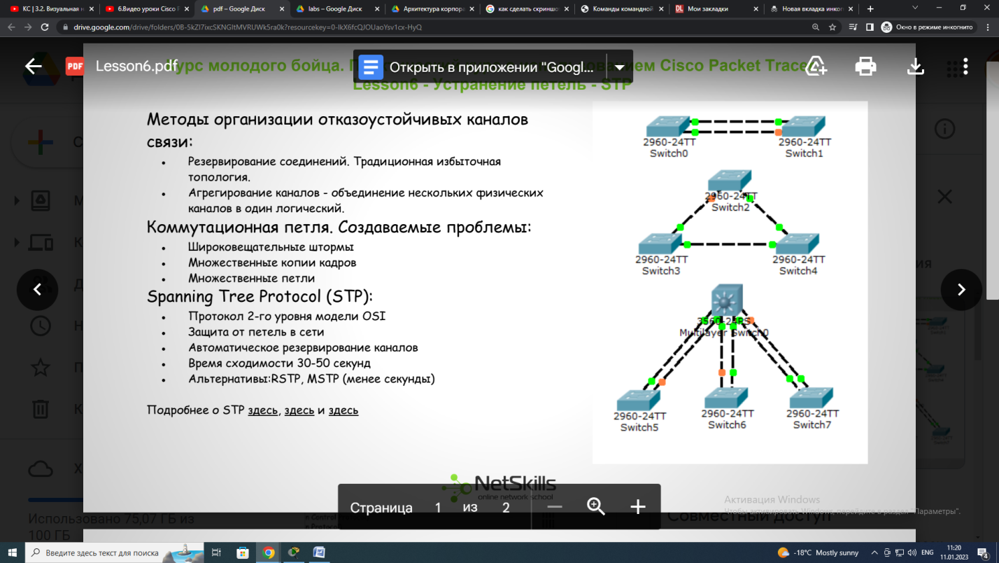 КС | 3.2. Визуальная н
6.Видео уроки Cisco P
pdf – Google Диск
labs – Google Диск
Архитектура корпора
как сделать скриншо
Команды командной
Мои закладки
Новая вкладка инког
drive.google.com/drive/folders/0B-5kZI7ixcSKNGItMVRUWk5ra0k?resourcekey=0-IkX6fcQJOUaoYsv1cx-HyQ
Окно в режиме инкогнито
PDF
Lesson6.pdf
урс молодого бойца.
Открыть в приложении "Googl...
ием Cisco Packet Trace
Lesson6 - Устранение петель - STP
Методы организации отказоустойчивых каналов
связи:
Резервирование соединений. Традиционная избыточная
топология.
Агрегирование каналов - объединение нескольких физических
каналов в один логический.
Коммутационная петля. Создаваемые проблемы:
Широковещательные штормы
Множественные копии кадров
Множественные петли
Spanning Tree Protocol (STP):
Протокол 2-го уровня модели OSI
Защита от петель в сети
Автоматическое резервирование каналов
Время сходимости 30-50 секунд
Альтернативы:RSTP, MSTP (менее секунды)
Подробнее о STP здесь, здесь и здесь
2960-24TT
Switch0
2960-24TT
Switch1
2960-24TT
Switch2
2960-24TT
Switch3
2960-24TT
Switch4
3560-24PS
Multilayer Switch0
2960-24TT
Switch5
2960-24TT
Switch6
2960-24TT
Switch7
NetSkills
online network school
Страница 1 из 2
Активация Windows
Чтобы активировать Windows, перейдите в раздел "Параметры".
Совместный доступ
Использовано 75,07 ГБ из
100 ГБ
Введите здесь текст для поиска
-18°C Mostly sunny
ENG
11:20
11.01.2023
4